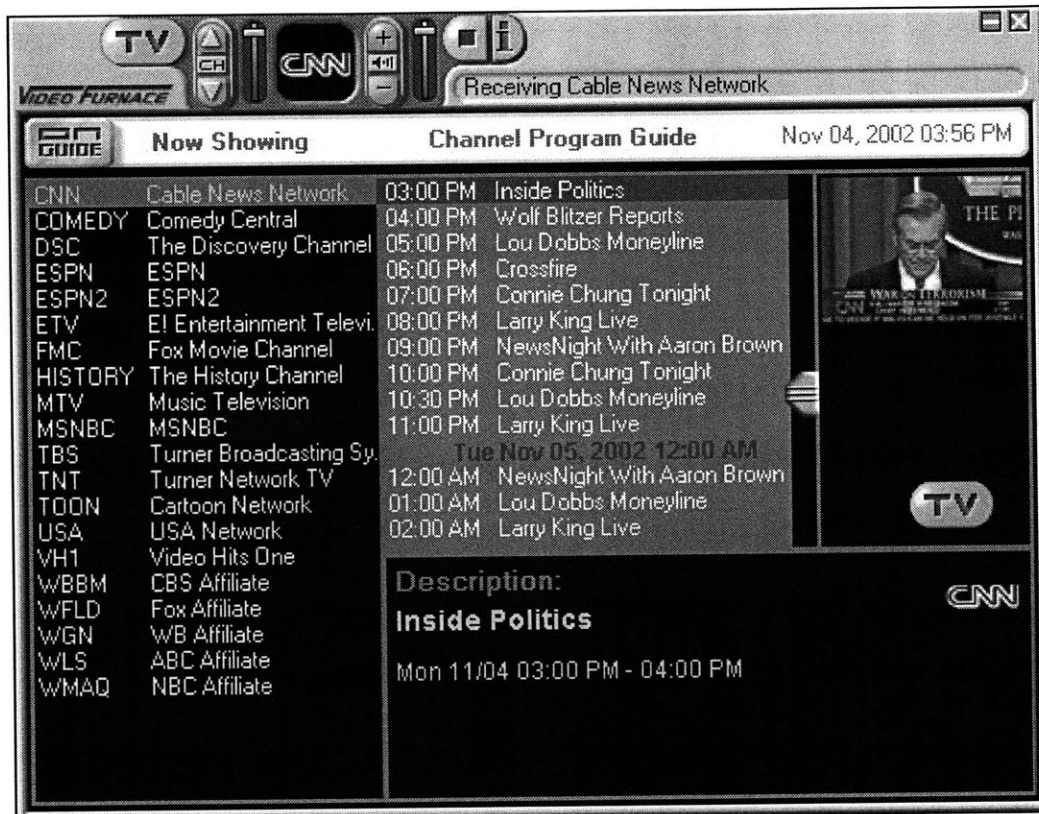 TV
CH
CNN
+
-
i
VIDEO FURNACE
Receiving Cable News Network
GUIDE
Now Showing
Channel Program Guide
Nov 04, 2002 03:56 PM
CNN Cable News Network
COMEDY Comedy Central
DSC The Discovery Channel
ESPN ESPN
ESPN2 ESPN2
ETV E! Entertainment Televi.
FMC Fox Movie Channel
HISTORY The History Channel
MTV Music Television
MSNBC MSNBC
TBS Turner Broadcasting Sy.
TNT Turner Network TV
TOON Cartoon Network
USA USA Network
VH1 Video Hits One
WBBM CBS Affiliate
WFLD Fox Affiliate
WGN WB Affiliate
WLS ABC Affiliate
WMAQ NBC Affiliate
03:00 PM Inside Politics
04:00 PM Wolf Blitzer Reports
05:00 PM Lou Dobbs Moneyline
06:00 PM Crossfire
07:00 PM Connie Chung Tonight
08:00 PM Larry King Live
09:00 PM NewsNight With Aaron Brown
10:00 PM Connie Chung Tonight
10:30 PM Lou Dobbs Moneyline
11:00 PM Larry King Live
Tue Nov 05, 2002 12:00 AM
12:00 AM NewsNight With Aaron Brown
01:00 AM Lou Dobbs Moneyline
02:00 AM Larry King Live
THE
WAR ON TERRORISM
CNN
TV
Description:
CNN
Inside Politics
Mon 11/04 03:00 PM - 04:00 PM